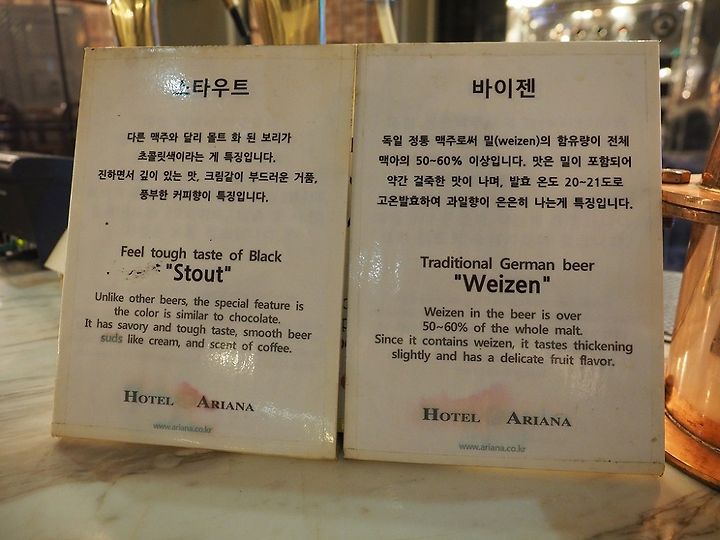 스타우트
다른 맥주와 달리 몰트 화 된 보리가
초콜릿색이라는 게 특징입니다.
진하면서 깊이 있는 맛, 크림같이 부드러운 거품,
풍부한 커피향이 특징입니다.
Feel tough taste of Black
"Stout"
Unlike other beers, the special feature is
the color is similar to chocolate.
It has savory and tough taste, smooth beer
suds like cream, and scent of coffee.
HOTEL ARIANA
www.ariana.co.kr
바이젠
독일 정통 맥주로써 밀(weizen)의 함유량이 전체
맥아의 50~60% 이상입니다. 맛은 밀이 포함되어
약간 걸죽한 맛이 나며, 발효 온도 20~21도로
고온발효하여 과일향이 은은히 나는게 특징입니다.
Traditional German beer
"Weizen"
Weizen in the beer is over
50~60% of the whole malt.
Since it contains weizen, it tastes thickening
slightly and has a delicate fruit flavor.
HOTEL ARIANA
www.ariana.co.kr